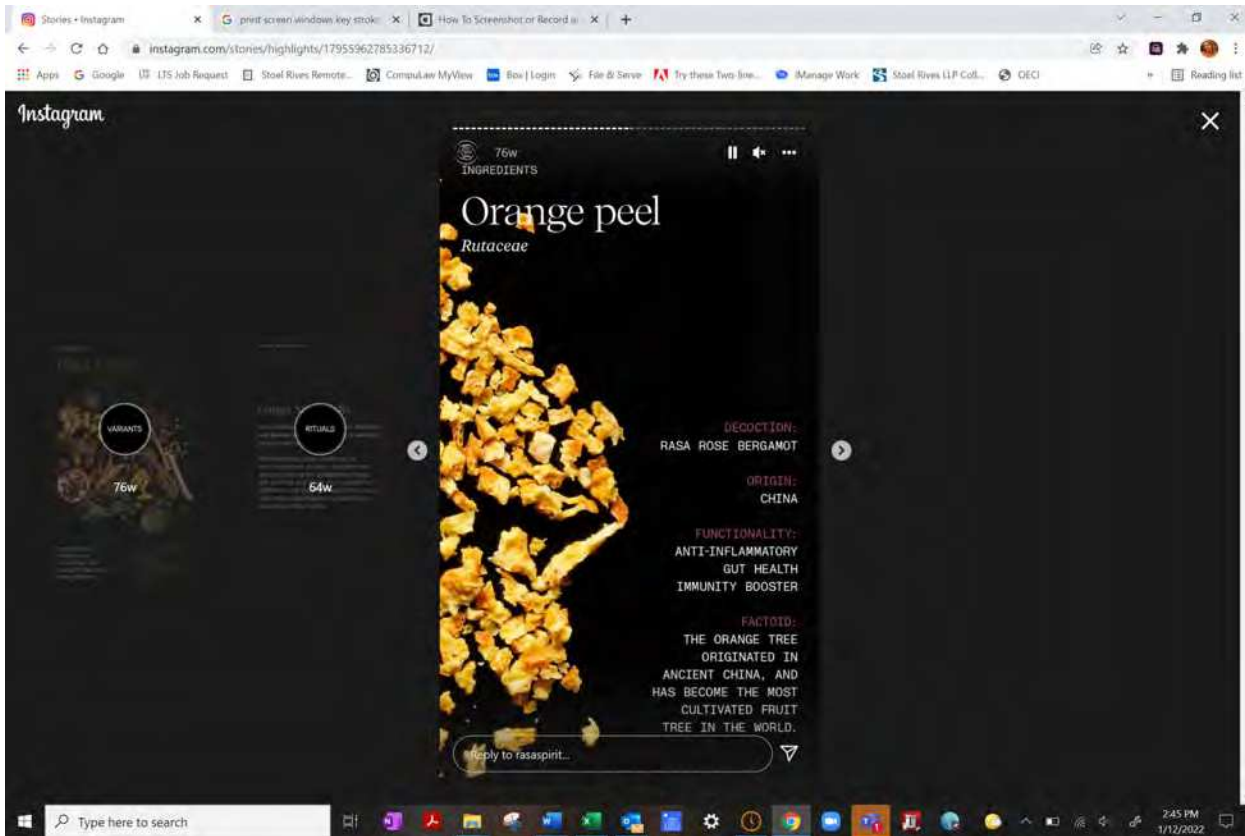 Stories • Instagram
print screen windows key strok
How To Screenshot or Record
instagram.com/stories/highlights/17955962785336712/
Apps
Google
LTS Job Request
Stoel Rives Remote...
CompuLaw MyView
Box | Login
File & Serve
Try these Two-line...
iManage Work
Stoel Rives LLP Coll...
OECI
»
Reading list
Instagram
76w
INGREDIENTS
Orange peel
Rutaceae
VARIANTS
76w
RITUALS
64w
DECOCTION:
RASA ROSE BERGAMOT
ORIGIN:
CHINA
FUNCTIONALITY:
ANTI-INFLAMMATORY
GUT HEALTH
IMMUNITY BOOSTER
FACTOID:
THE ORANGE TREE
ORIGINATED IN
ANCIENT CHINA, AND
HAS BECOME THE MOST
CULTIVATED FRUIT
TREE IN THE WORLD.
Reply to rasaspirit...
Type here to search
2:45 PM
1/12/2022